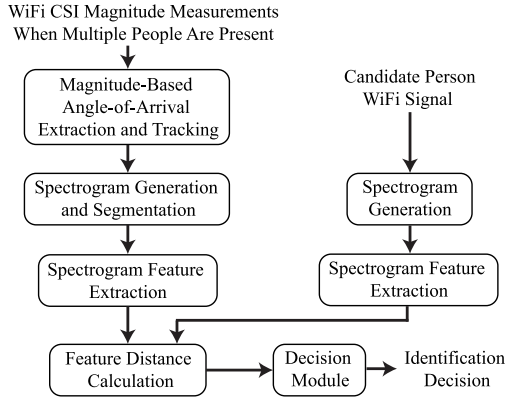 WiFi CSI Magnitude Measurements
When Multiple People Are Present
Magnitude-Based
Angle-of-Arrival
Extraction and Tracking
Candidate Person
WiFi Signal
Spectrogram Generation
and Segmentation
Spectrogram
Generation
Spectrogram Feature
Extraction
Spectrogram Feature
Extraction
Feature Distance
Calculation
Decision
Module
Identification
Decision